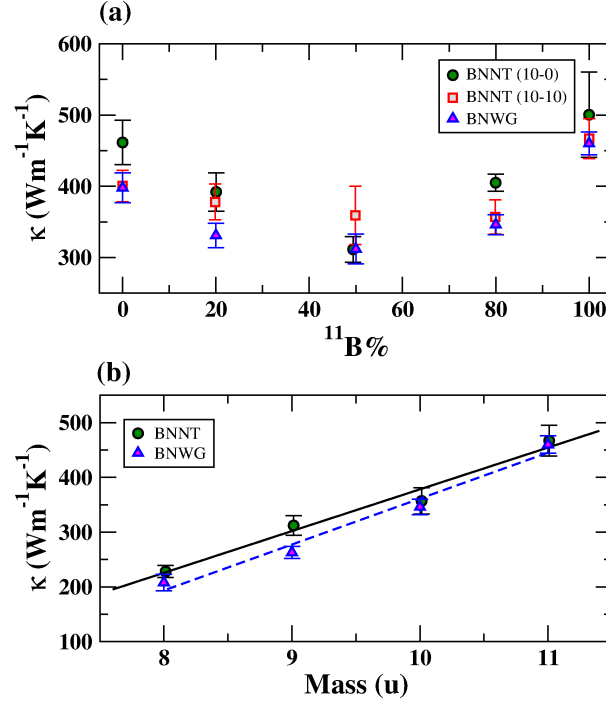 (a)
600
500
400
300
κ (Wm⁻¹K⁻¹)
BNNT (10-0)
BNNT (10-10)
BNWG
0 20 40 60 80 100
¹¹B%
(b)
500
400
300
200
100
κ (Wm⁻¹K⁻¹)
BNNT
BNWG
8 9 10 11
Mass (u)